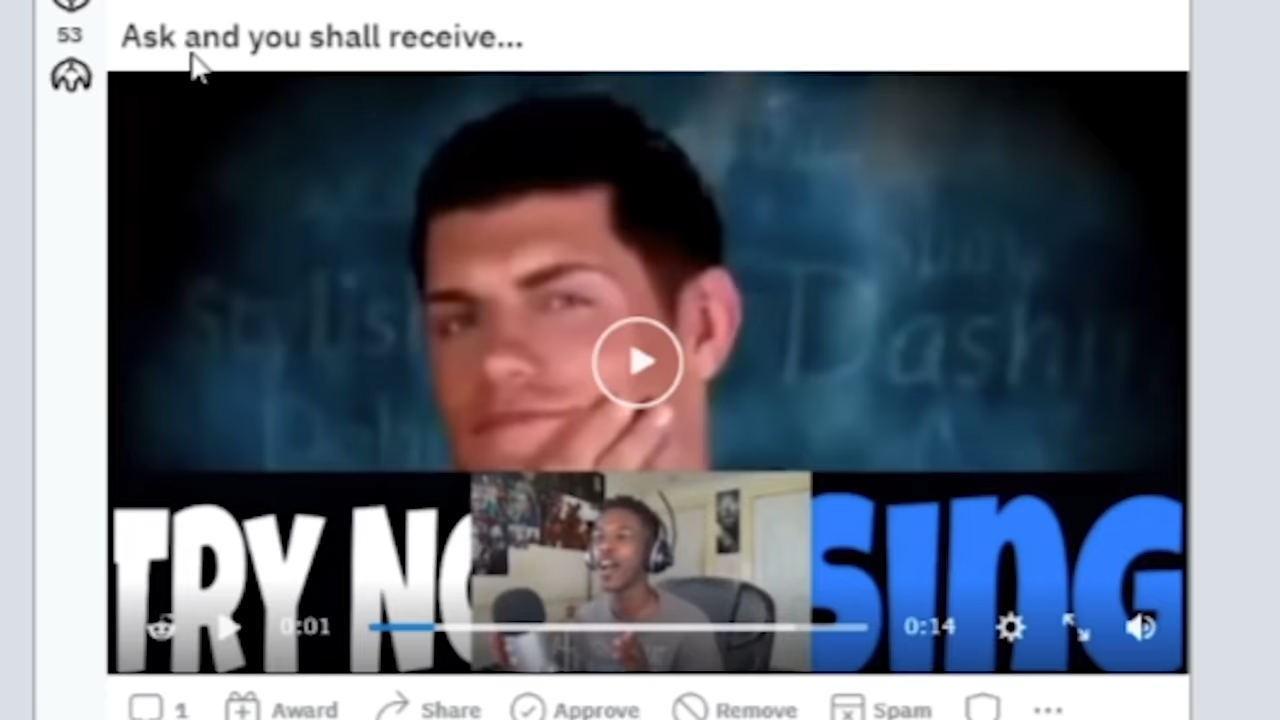 53
Ask and you shall receive...
Stylish
TRY NO
SING
0:01
0:14
1
Award
Share
Approve
Remove
Spam